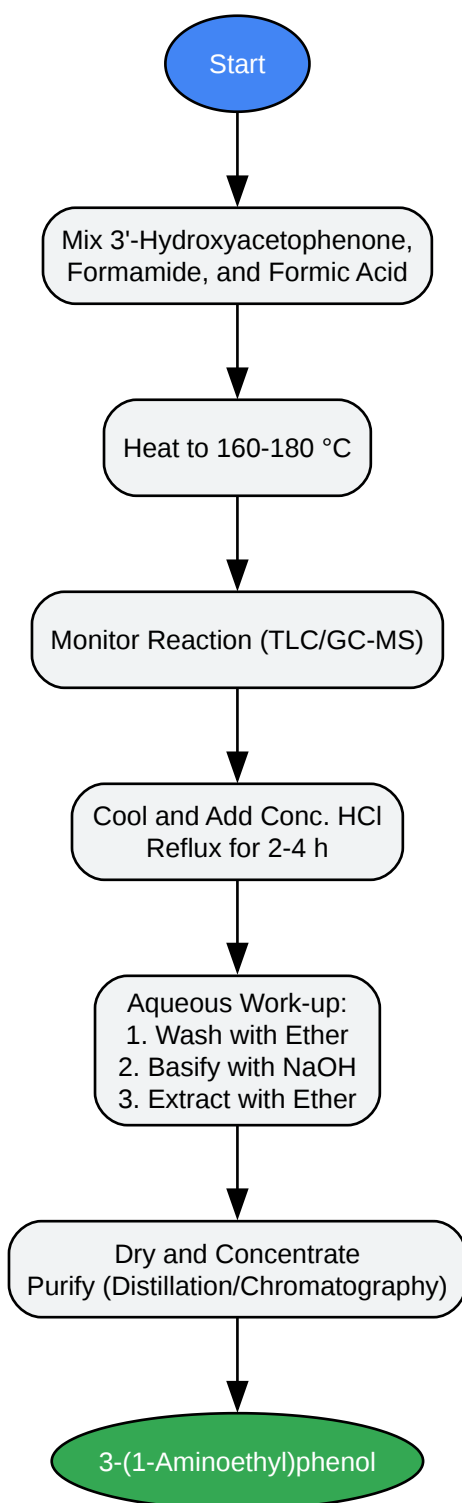 Start
Mix 3'-Hydroxyacetophenone,
Formamide, and Formic Acid
Heat to 160-180 °C
Monitor Reaction (TLC/GC-MS)
Cool and Add Conc. HCl
Reflux for 2-4 h
Aqueous Work-up:
1. Wash with Ether
2. Basify with NaOH
3. Extract with Ether
Dry and Concentrate
Purify (Distillation/Chromatography)
3-(1-Aminoethyl)phenol